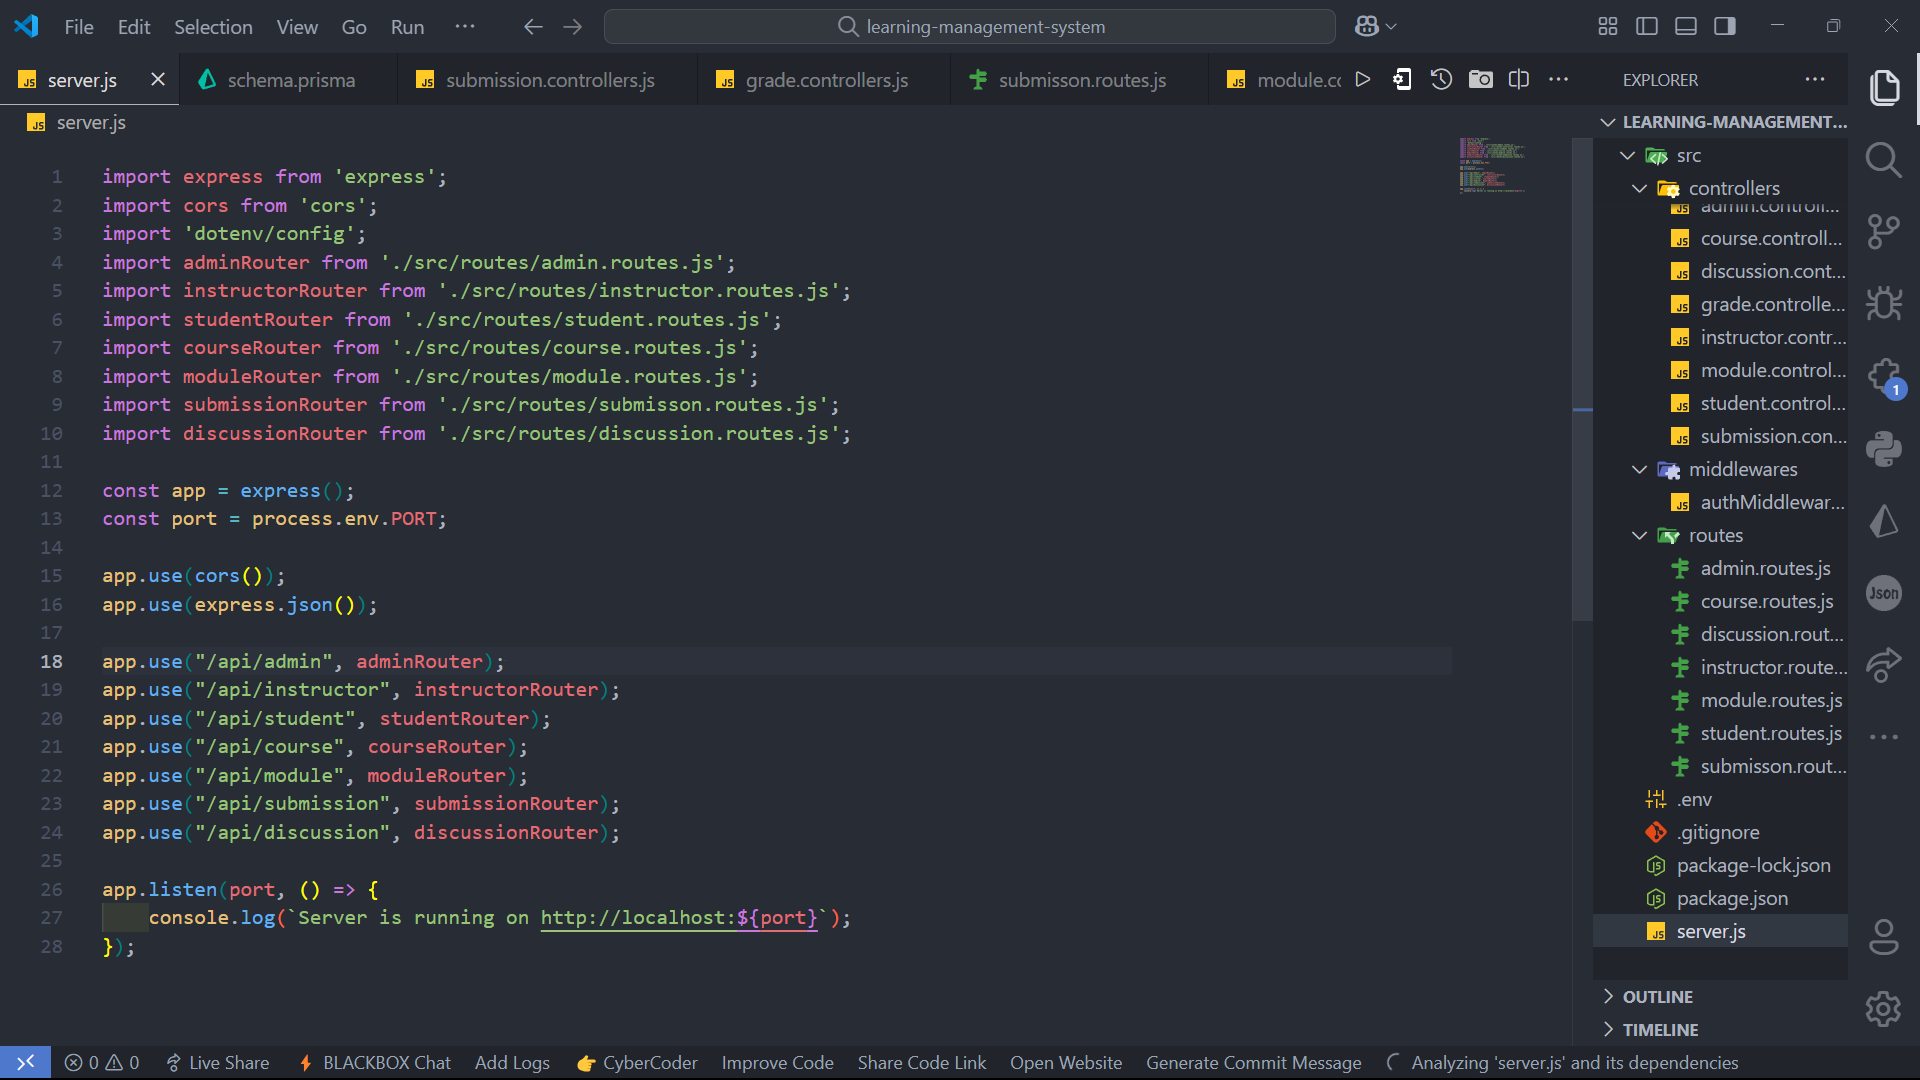 File Edit Selection View Go Run ··· learning-management-system
server.js schema.prisma submission.controllers.js grade.controllers.js submisson.routes.js module.cc EXPLORER
server.js
1 import express from 'express';
2 import cors from 'cors';
3 import 'dotenv/config';
4 import adminRouter from './src/routes/admin.routes.js';
5 import instructorRouter from './src/routes/instructor.routes.js';
6 import studentRouter from './src/routes/student.routes.js';
7 import courseRouter from './src/routes/course.routes.js';
8 import moduleRouter from './src/routes/module.routes.js';
9 import submissionRouter from './src/routes/submisson.routes.js';
10 import discussionRouter from './src/routes/discussion.routes.js';
11
12 const app = express();
13 const port = process.env.PORT;
14
15 app.use(cors());
16 app.use(express.json());
17
18 app.use("/api/admin", adminRouter);
19 app.use("/api/instructor", instructorRouter);
20 app.use("/api/student", studentRouter);
21 app.use("/api/course", courseRouter);
22 app.use("/api/module", moduleRouter);
23 app.use("/api/submission", submissionRouter);
24 app.use("/api/discussion", discussionRouter);
25
26 app.listen(port, () => {
27 console.log(`Server is running on http://localhost:${port}`);
28 });
LEARNING-MANAGEMENT...
src
controllers
admin.controll...
course.controll...
discussion.cont...
grade.controlle...
instructor.contr...
module.control...
student.control...
submission.con...
middlewares
authMiddlewar...
routes
admin.routes.js
course.routes.js
discussion.rout...
instructor.route...
module.routes.js
student.routes.js
submisson.rout...
.env
.gitignore
package-lock.json
package.json
server.js
OUTLINE
TIMELINE
1
Json
0 0 Live Share BLACKBOX Chat Add Logs CyberCoder Improve Code Share Code Link Open Website Generate Commit Message Analyzing 'server.js' and its dependencies